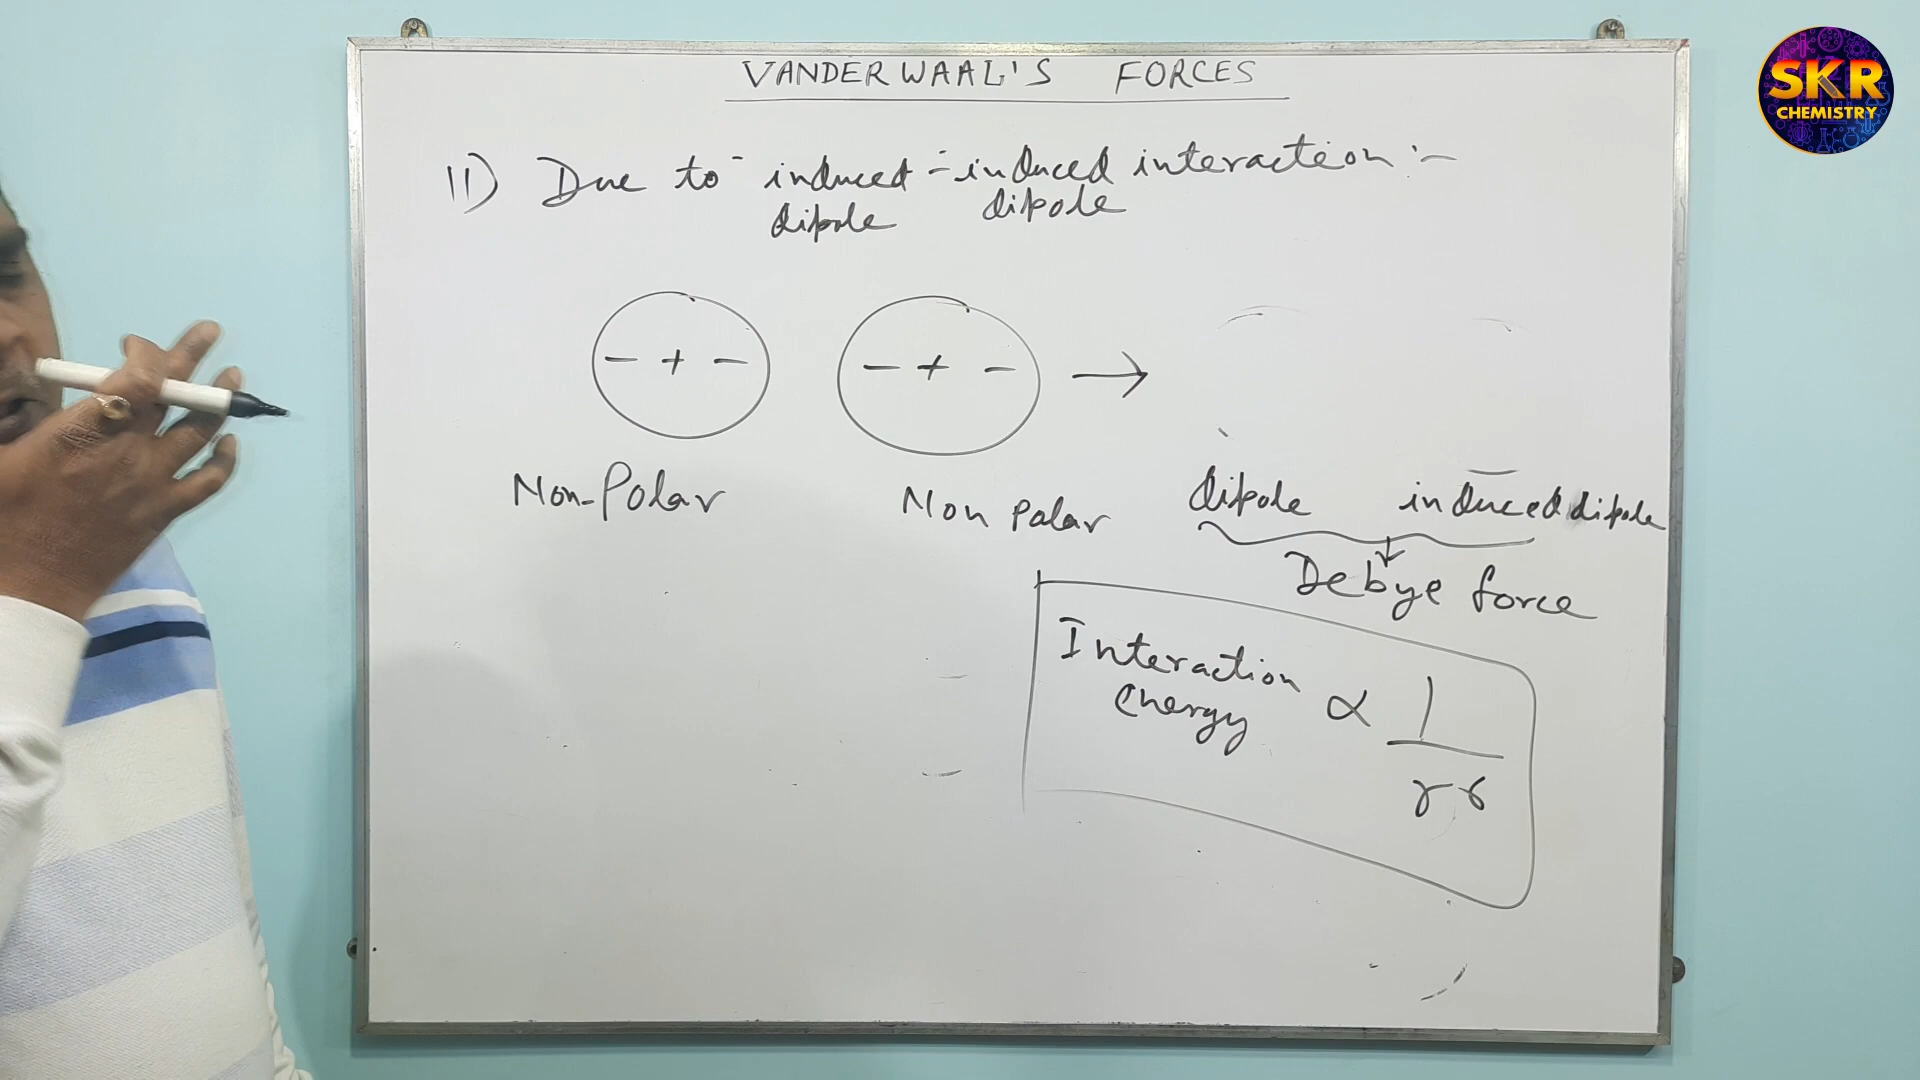 VANDER WAAL'S FORCES
11) Due to induced - induced interaction :-
dipole dipole
- + - - + - →
Non-Polar Non polar dipole induced dipole
Debye force
Interaction
energy ∝ 1
r6
SKR
CHEMISTRY